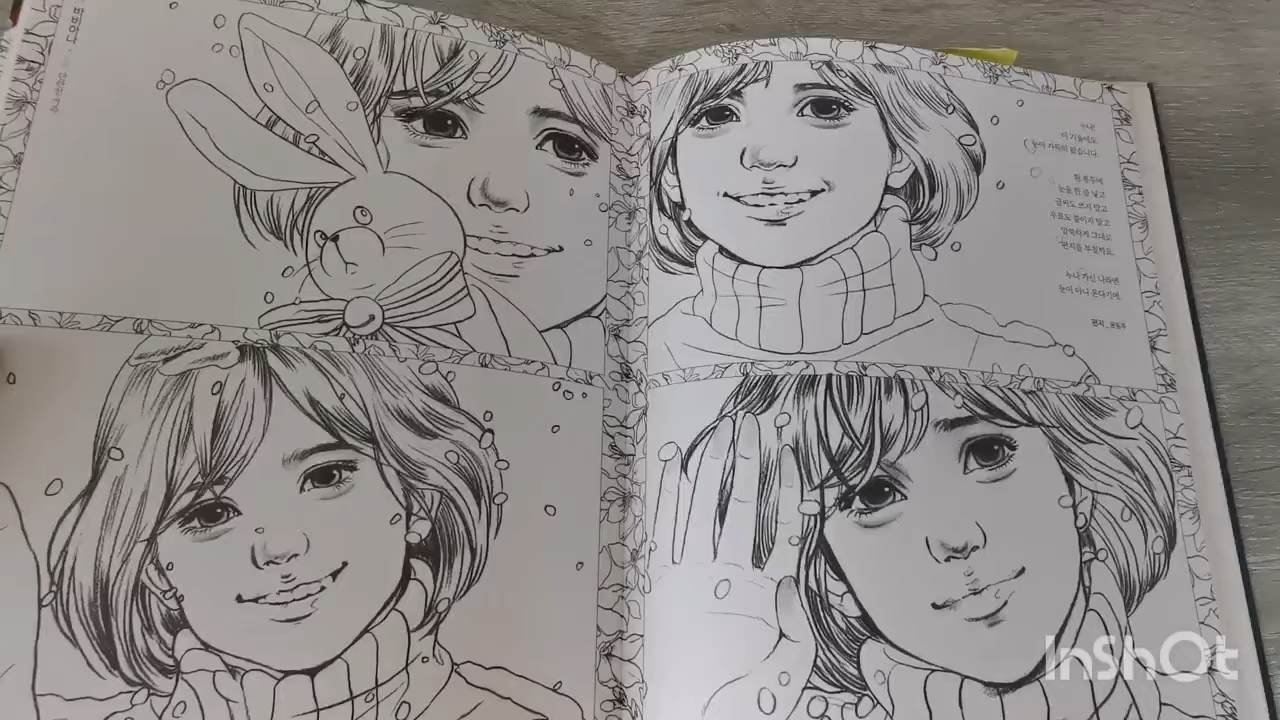 누나!
이 겨울에도
눈이 가득히 왔습니다.
흰 봉투에
눈을 한 줌 넣고
글씨도 쓰지 말고
우표도 붙이지 말고
말쑥하게 그대로
편지를 부칠까요.
누나 가신 나라엔
눈이 아니 온다기에.
편지 _ 윤동주
InShOt